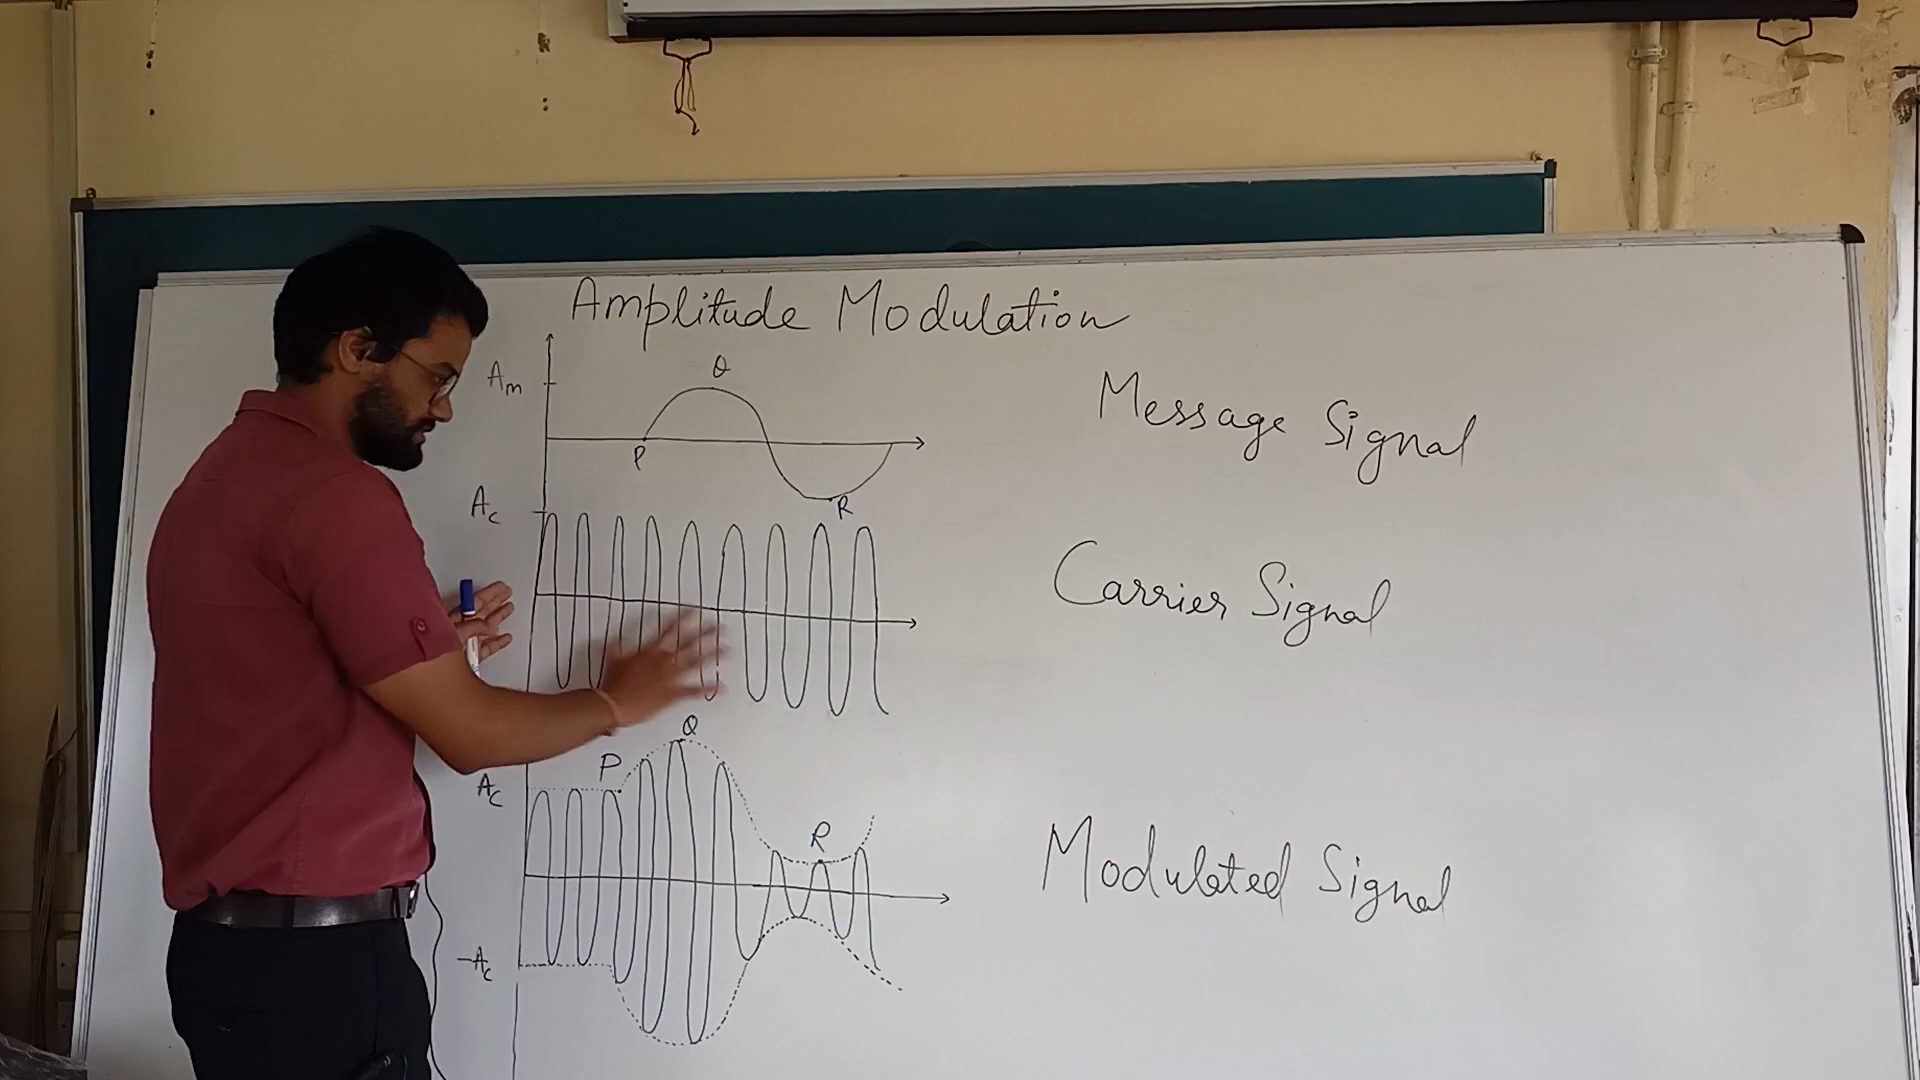 Amplitude Modulation
Am
Q
P
R
Message Signal
Ac
Carrier Signal
Q
P
Ac
R
Modulated Signal
-Ac